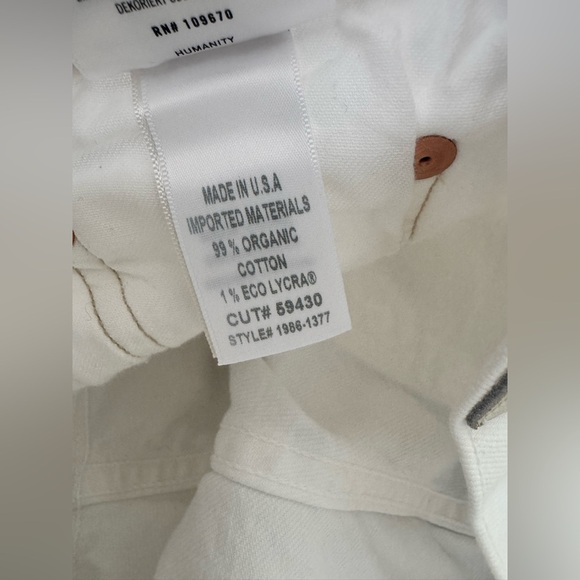 RN# 109670
HUMANITY
MADE IN U.S.A
IMPORTED MATERIALS
99% ORGANIC
COTTON
1% ECO LYCRA®
CUT# 59430
STYLE# 1986-1377